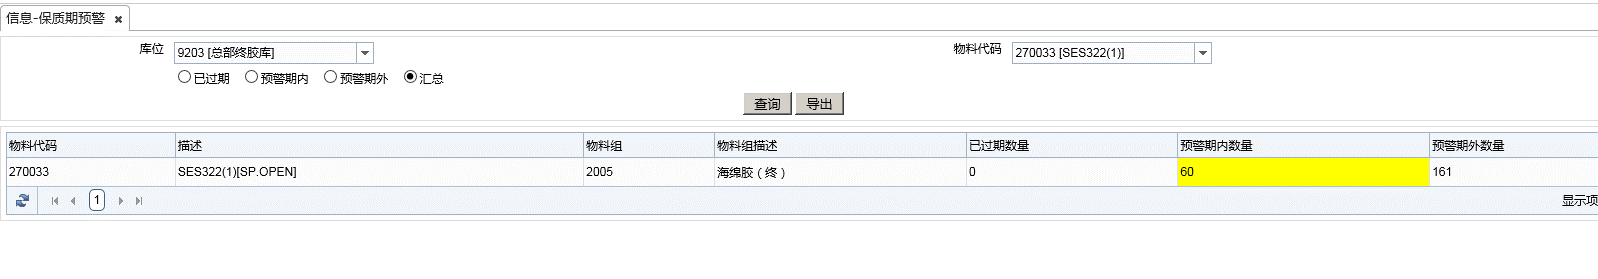 信息-保质期预警 ×
库位 9203 [总部终胶库] 物料代码 270033 [SES322(1)]
已过期 预警期内 预警期外 汇总
查询 导出
物料代码 描述 物料组 物料组描述 已过期数量 预警期内数量 预警期外数量
270033 SES322(1)[SP.OPEN] 2005 海绵胶（终） 0 60 161
1 显示项